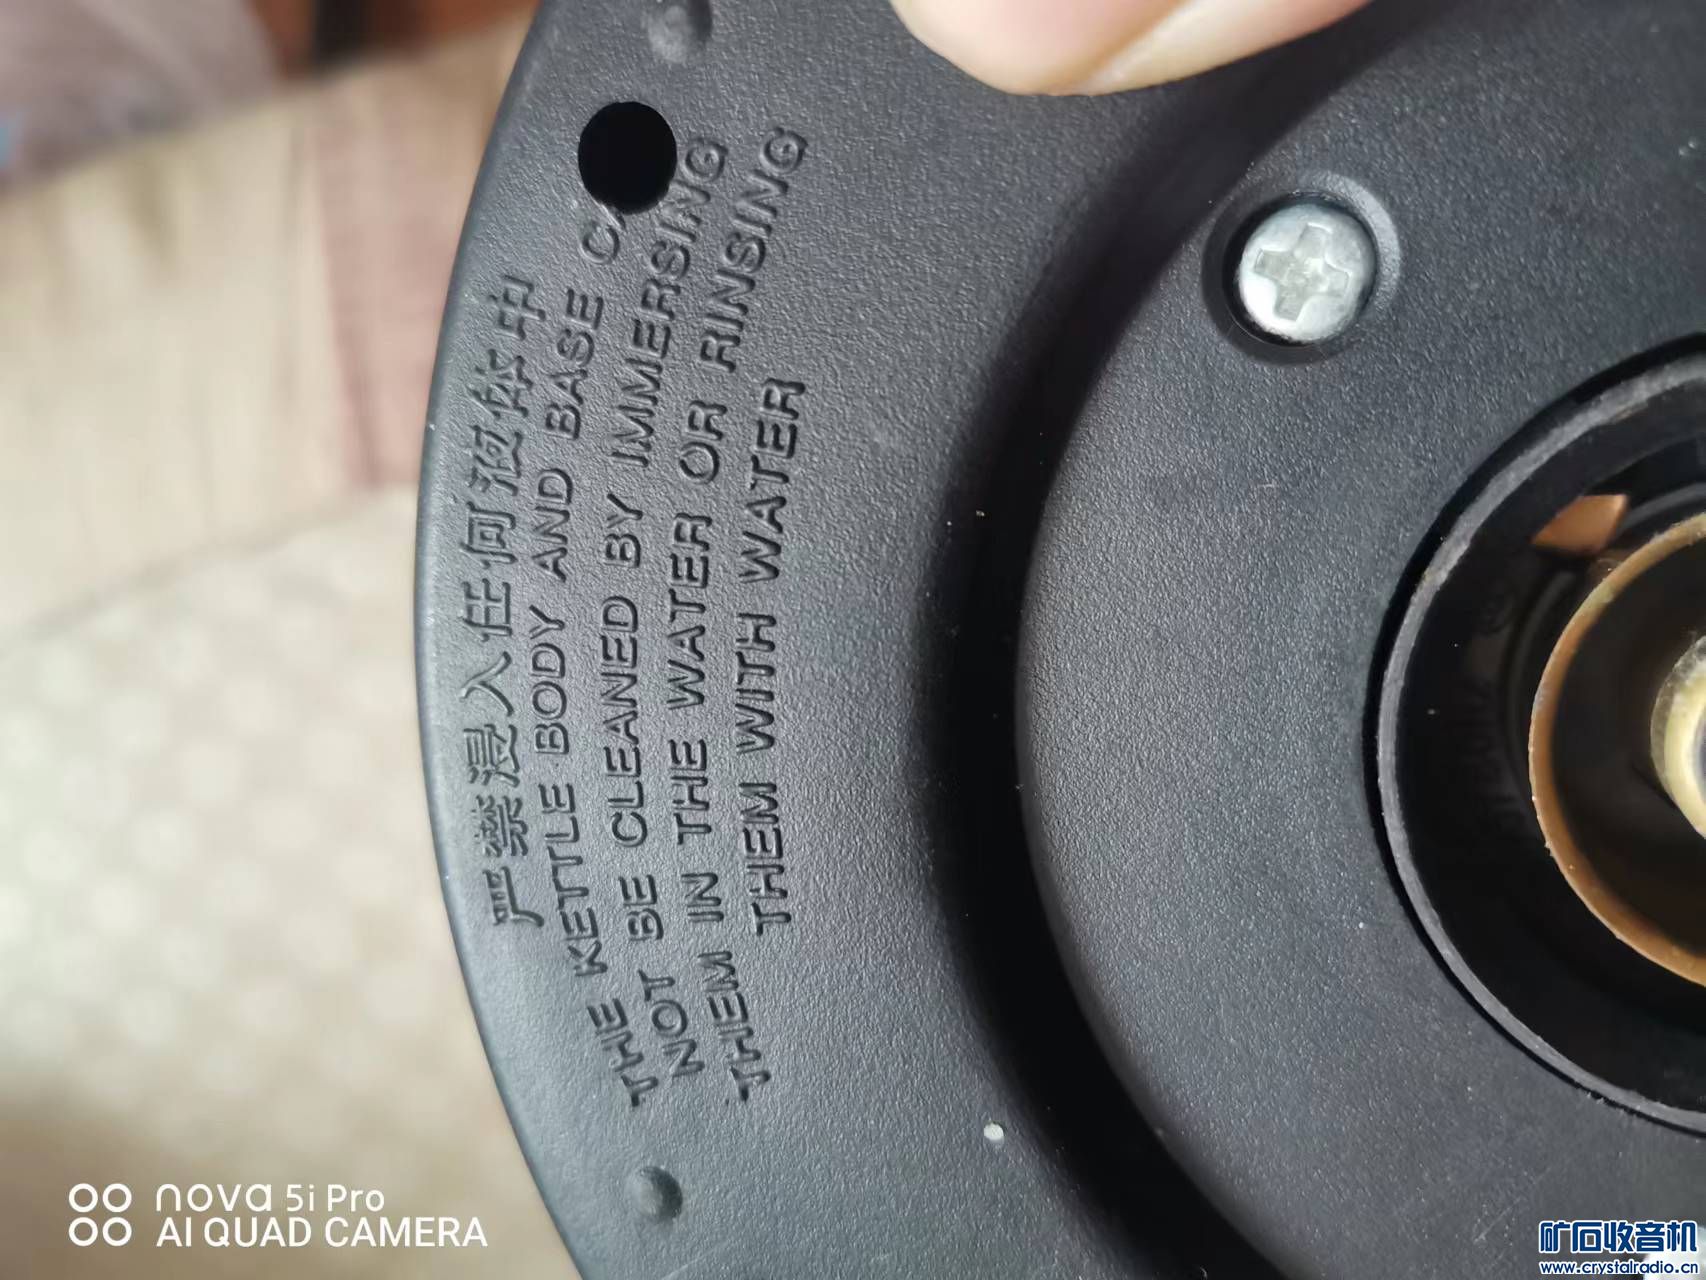 严禁浸入任何液体中
THE KETTLE BODY AND BASE
NOT BE CLEANED BY IMMERSING
THEM IN THE WATER OR RINSING
THEM WITH WATER
nova 5i Pro
AI QUAD CAMERA
矿石收音机
www.crystalradio.cn